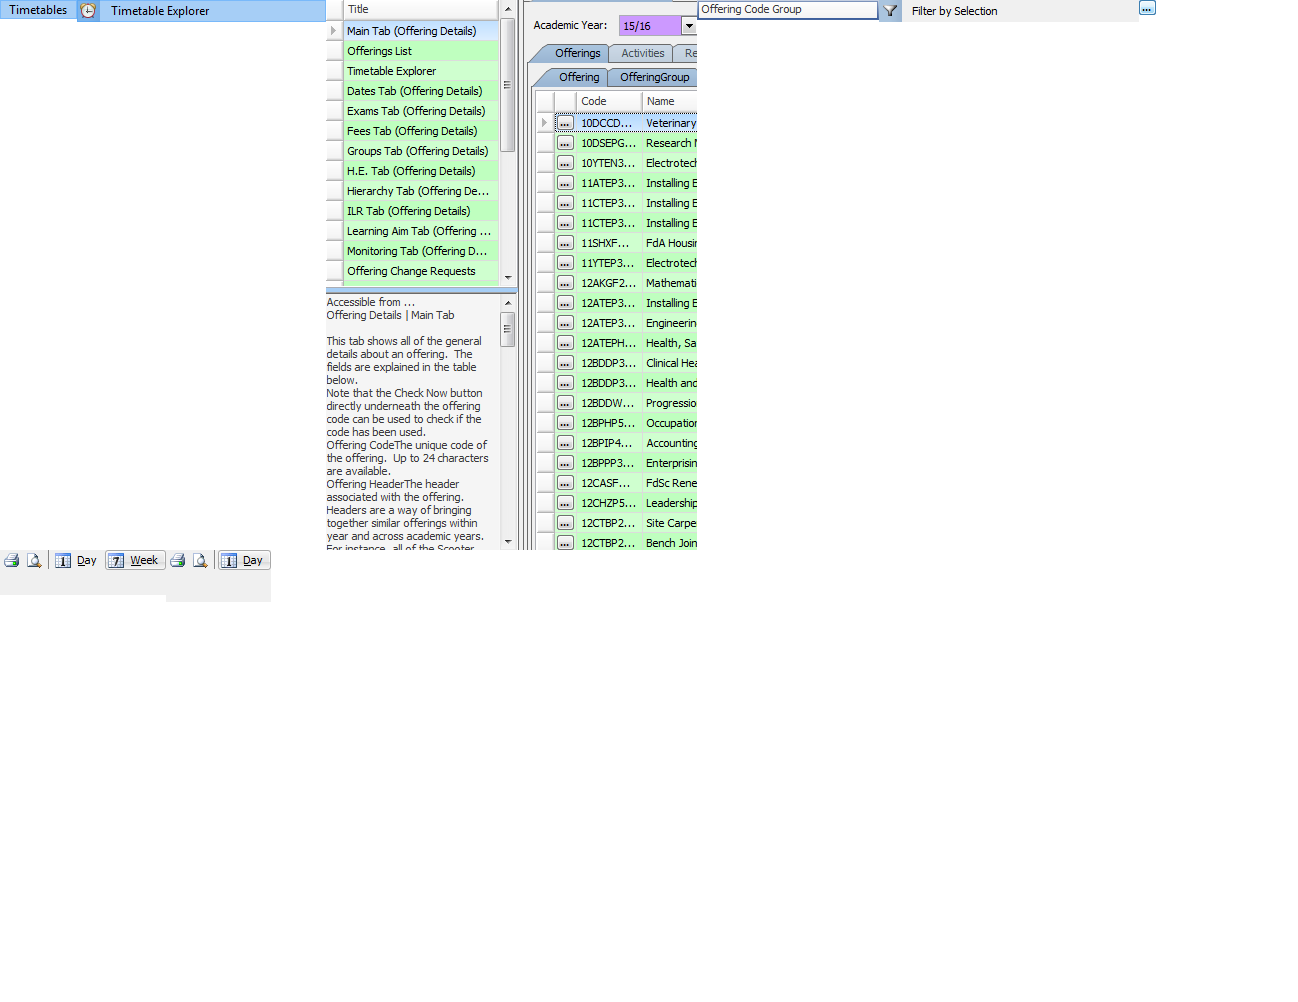 Timetables
Timetable Explorer
Title
Main Tab (Offering Details)
Offerings List
Timetable Explorer
Dates Tab (Offering Details)
Exams Tab (Offering Details)
Fees Tab (Offering Details)
Groups Tab (Offering Details)
H.E. Tab (Offering Details)
Hierarchy Tab (Offering De...
ILR Tab (Offering Details)
Learning Aim Tab (Offering ...
Monitoring Tab (Offering D...
Offering Change Requests
Accessible from ...
Offering Details | Main Tab
This tab shows all of the general
details about an offering. The
fields are explained in the table
below.
Note that the Check Now button
directly underneath the offering
code can be used to check if the
code has been used.
Offering CodeThe unique code of
the offering. Up to 24 characters
are available.
Offering HeaderThe header
associated with the offering.
Headers are a way of bringing
together similar offerings within
year and across academic years.
For instance, all of the Scooter
Academic Year: 15/16
Offerings Activities Re
Offering OfferingGroup
Code Name
... 10DCCD... Veterinary
... 10DSEPG... Research M
... 10YTEN3... Electrotech
... 11ATEP3... Installing E
... 11CTEP3... Installing E
... 11CTEP3... Installing E
... 11SHXF... FdA Housin
... 11YTEP3... Electrotech
... 12AKGF2... Mathemati
... 12ATEP3... Installing E
... 12ATEP3... Engineerin
... 12ATEPH... Health, Sa
... 12BDDP3... Clinical Hea
... 12BDDP3... Health and
... 12BDDW... Progression
... 12BPHP5... Occupation
... 12BPIP4... Accounting
... 12BPPP3... Enterprisin
... 12CASF... FdSc Rene
... 12CHZP5... Leadership
... 12CTBP2... Site Carpe
... 12CTBP2... Bench Join
Offering Code Group
Filter by Selection
...
1 Day 7 Week 1 Day